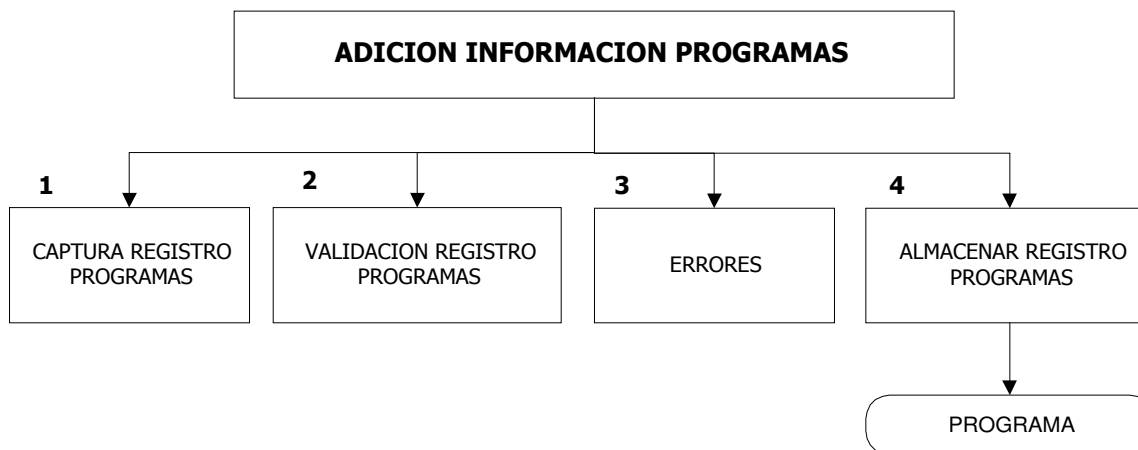 ADICION INFORMACION PROGRAMAS
1
2
3
4
CAPTURA REGISTRO
PROGRAMAS
VALIDACION REGISTRO
PROGRAMAS
ERRORES
ALMACENAR REGISTRO
PROGRAMAS
PROGRAMA